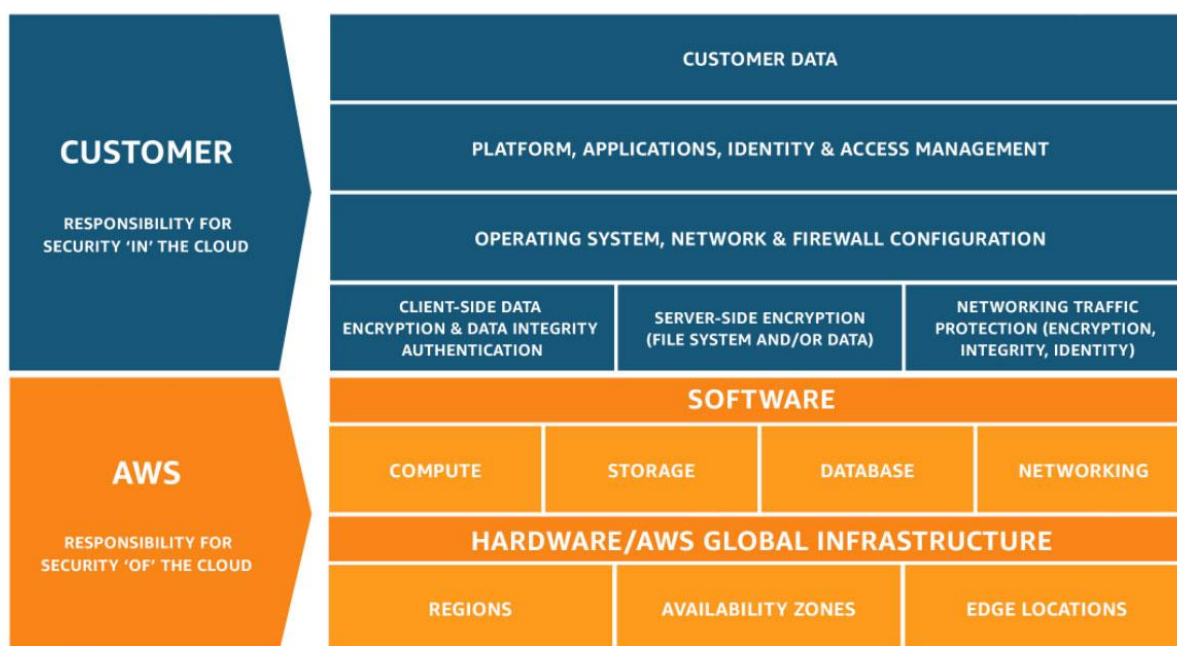 CUSTOMER
RESPONSIBILITY FOR
SECURITY ‘IN’ THE CLOUD
CUSTOMER DATA
PLATFORM, APPLICATIONS, IDENTITY & ACCESS MANAGEMENT
OPERATING SYSTEM, NETWORK & FIREWALL CONFIGURATION
CLIENT-SIDE DATA
ENCRYPTION & DATA INTEGRITY
AUTHENTICATION
SERVER-SIDE ENCRYPTION
(FILE SYSTEM AND/OR DATA)
NETWORKING TRAFFIC
PROTECTION (ENCRYPTION,
INTEGRITY, IDENTITY)
AWS
RESPONSIBILITY FOR
SECURITY ‘OF’ THE CLOUD
SOFTWARE
COMPUTE
STORAGE
DATABASE
NETWORKING
HARDWARE/AWS GLOBAL INFRASTRUCTURE
REGIONS
AVAILABILITY ZONES
EDGE LOCATIONS